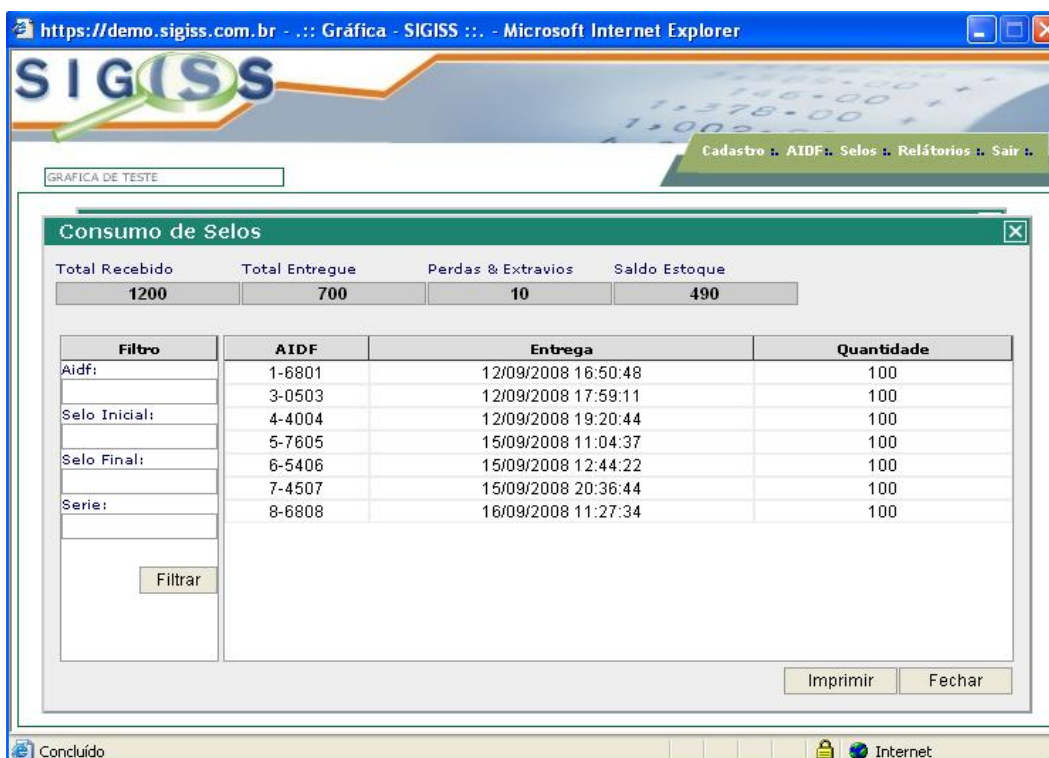 https://demo.sigiss.com.br - .:: Gráfica - SIGISS ::. - Microsoft Internet Explorer
SIGISS
Cadastro :. AIDF:. Selos :. Relátorios :. Sair :.
GRAFICA DE TESTE
Consumo de Selos
Total Recebido Total Entregue Perdas & Extravios Saldo Estoque
1200 700 10 490
Filtro AIDF Entrega Quantidade
Aidf:
1-6801 12/09/2008 16:50:48 100
3-0503 12/09/2008 17:59:11 100
Selo Inicial:
4-4004 12/09/2008 19:20:44 100
5-7605 15/09/2008 11:04:37 100
Selo Final:
6-5406 15/09/2008 12:44:22 100
7-4507 15/09/2008 20:36:44 100
Serie:
8-6808 16/09/2008 11:27:34 100
Filtrar
Imprimir Fechar
Concluído Internet